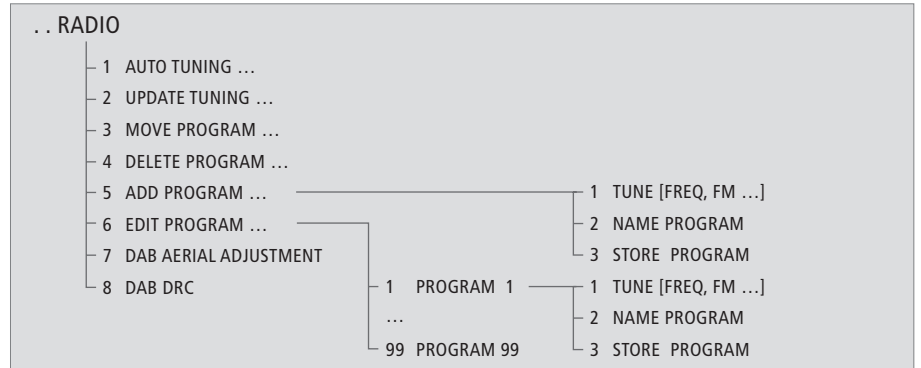 . . RADIO
1 AUTO TUNING …
2 UPDATE TUNING …
3 MOVE PROGRAM …
4 DELETE PROGRAM …
5 ADD PROGRAM …
1 TUNE [FREQ, FM …]
2 NAME PROGRAM
3 STORE PROGRAM
6 EDIT PROGRAM …
7 DAB AERIAL ADJUSTMENT
8 DAB DRC
1 PROGRAM 1
…
99 PROGRAM 99
1 TUNE [FREQ, FM …]
2 NAME PROGRAM
3 STORE PROGRAM